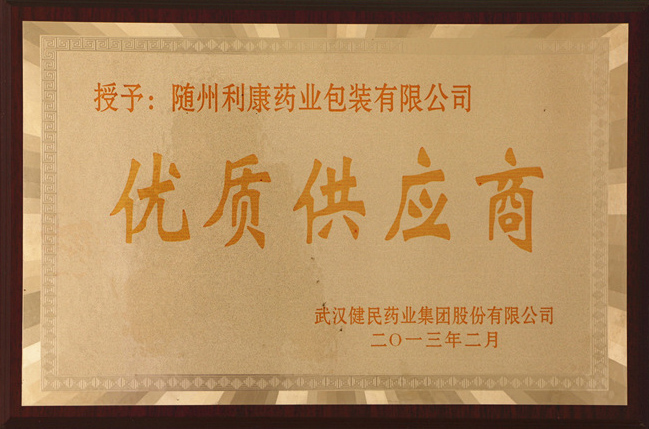 授予：随州利康药业包装有限公司
优质供应商
武汉健民药业集团股份有限公司
二〇一三年二月